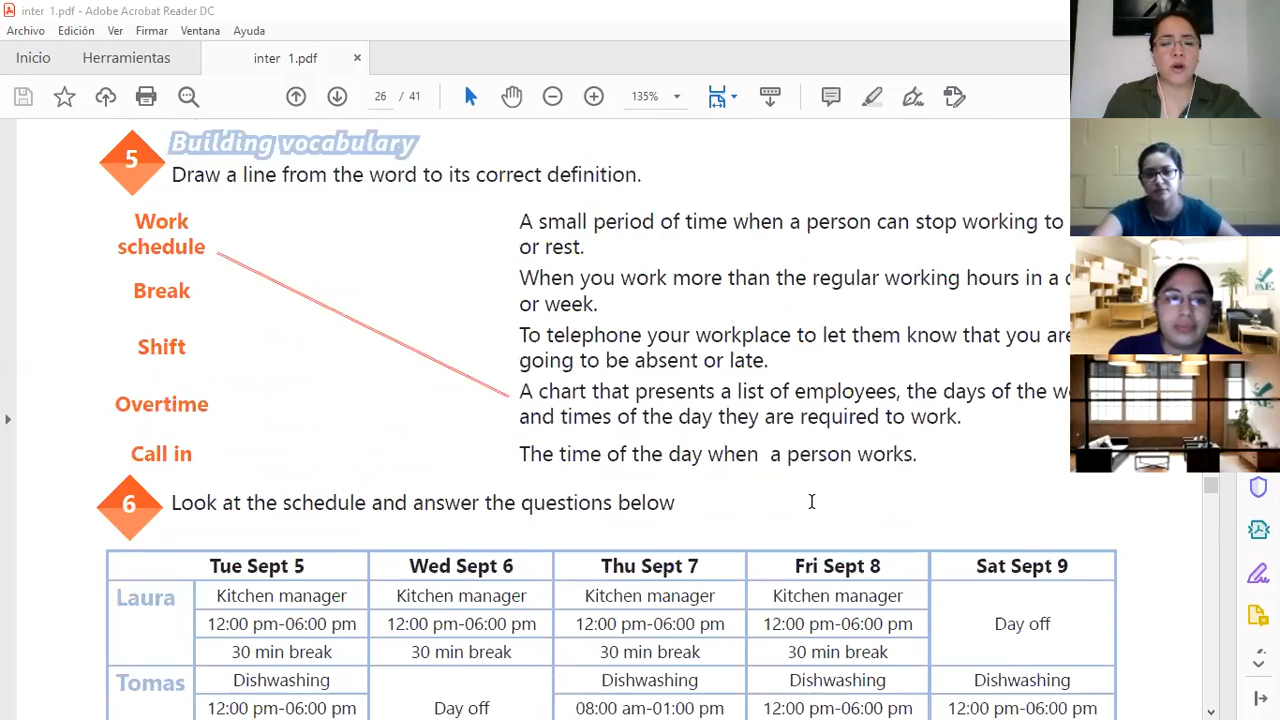 inter 1.pdf - Adobe Acrobat Reader DC
Archivo Edición Ver Firmar Ventana Ayuda
Inicio Herramientas inter 1.pdf ×
26 / 41 135%
5 Building vocabulary
Draw a line from the word to its correct definition.
Work
schedule
Break
Shift
Overtime
Call in
A small period of time when a person can stop working to
or rest.
When you work more than the regular working hours in a
or week.
To telephone your workplace to let them know that you are
going to be absent or late.
A chart that presents a list of employees, the days of the
and times of the day they are required to work.
The time of the day when a person works.
6 Look at the schedule and answer the questions below
Tue Sept 5 Wed Sept 6 Thu Sept 7 Fri Sept 8 Sat Sept 9
Laura Kitchen manager Kitchen manager Kitchen manager Kitchen manager
12:00 pm-06:00 pm 12:00 pm-06:00 pm 12:00 pm-06:00 pm 12:00 pm-06:00 pm Day off
30 min break 30 min break 30 min break 30 min break
Tomas Dishwashing Dishwashing Dishwashing Dishwashing
12:00 pm-06:00 pm Day off 08:00 am-01:00 pm 12:00 pm-06:00 pm 12:00 pm-06:00 pm